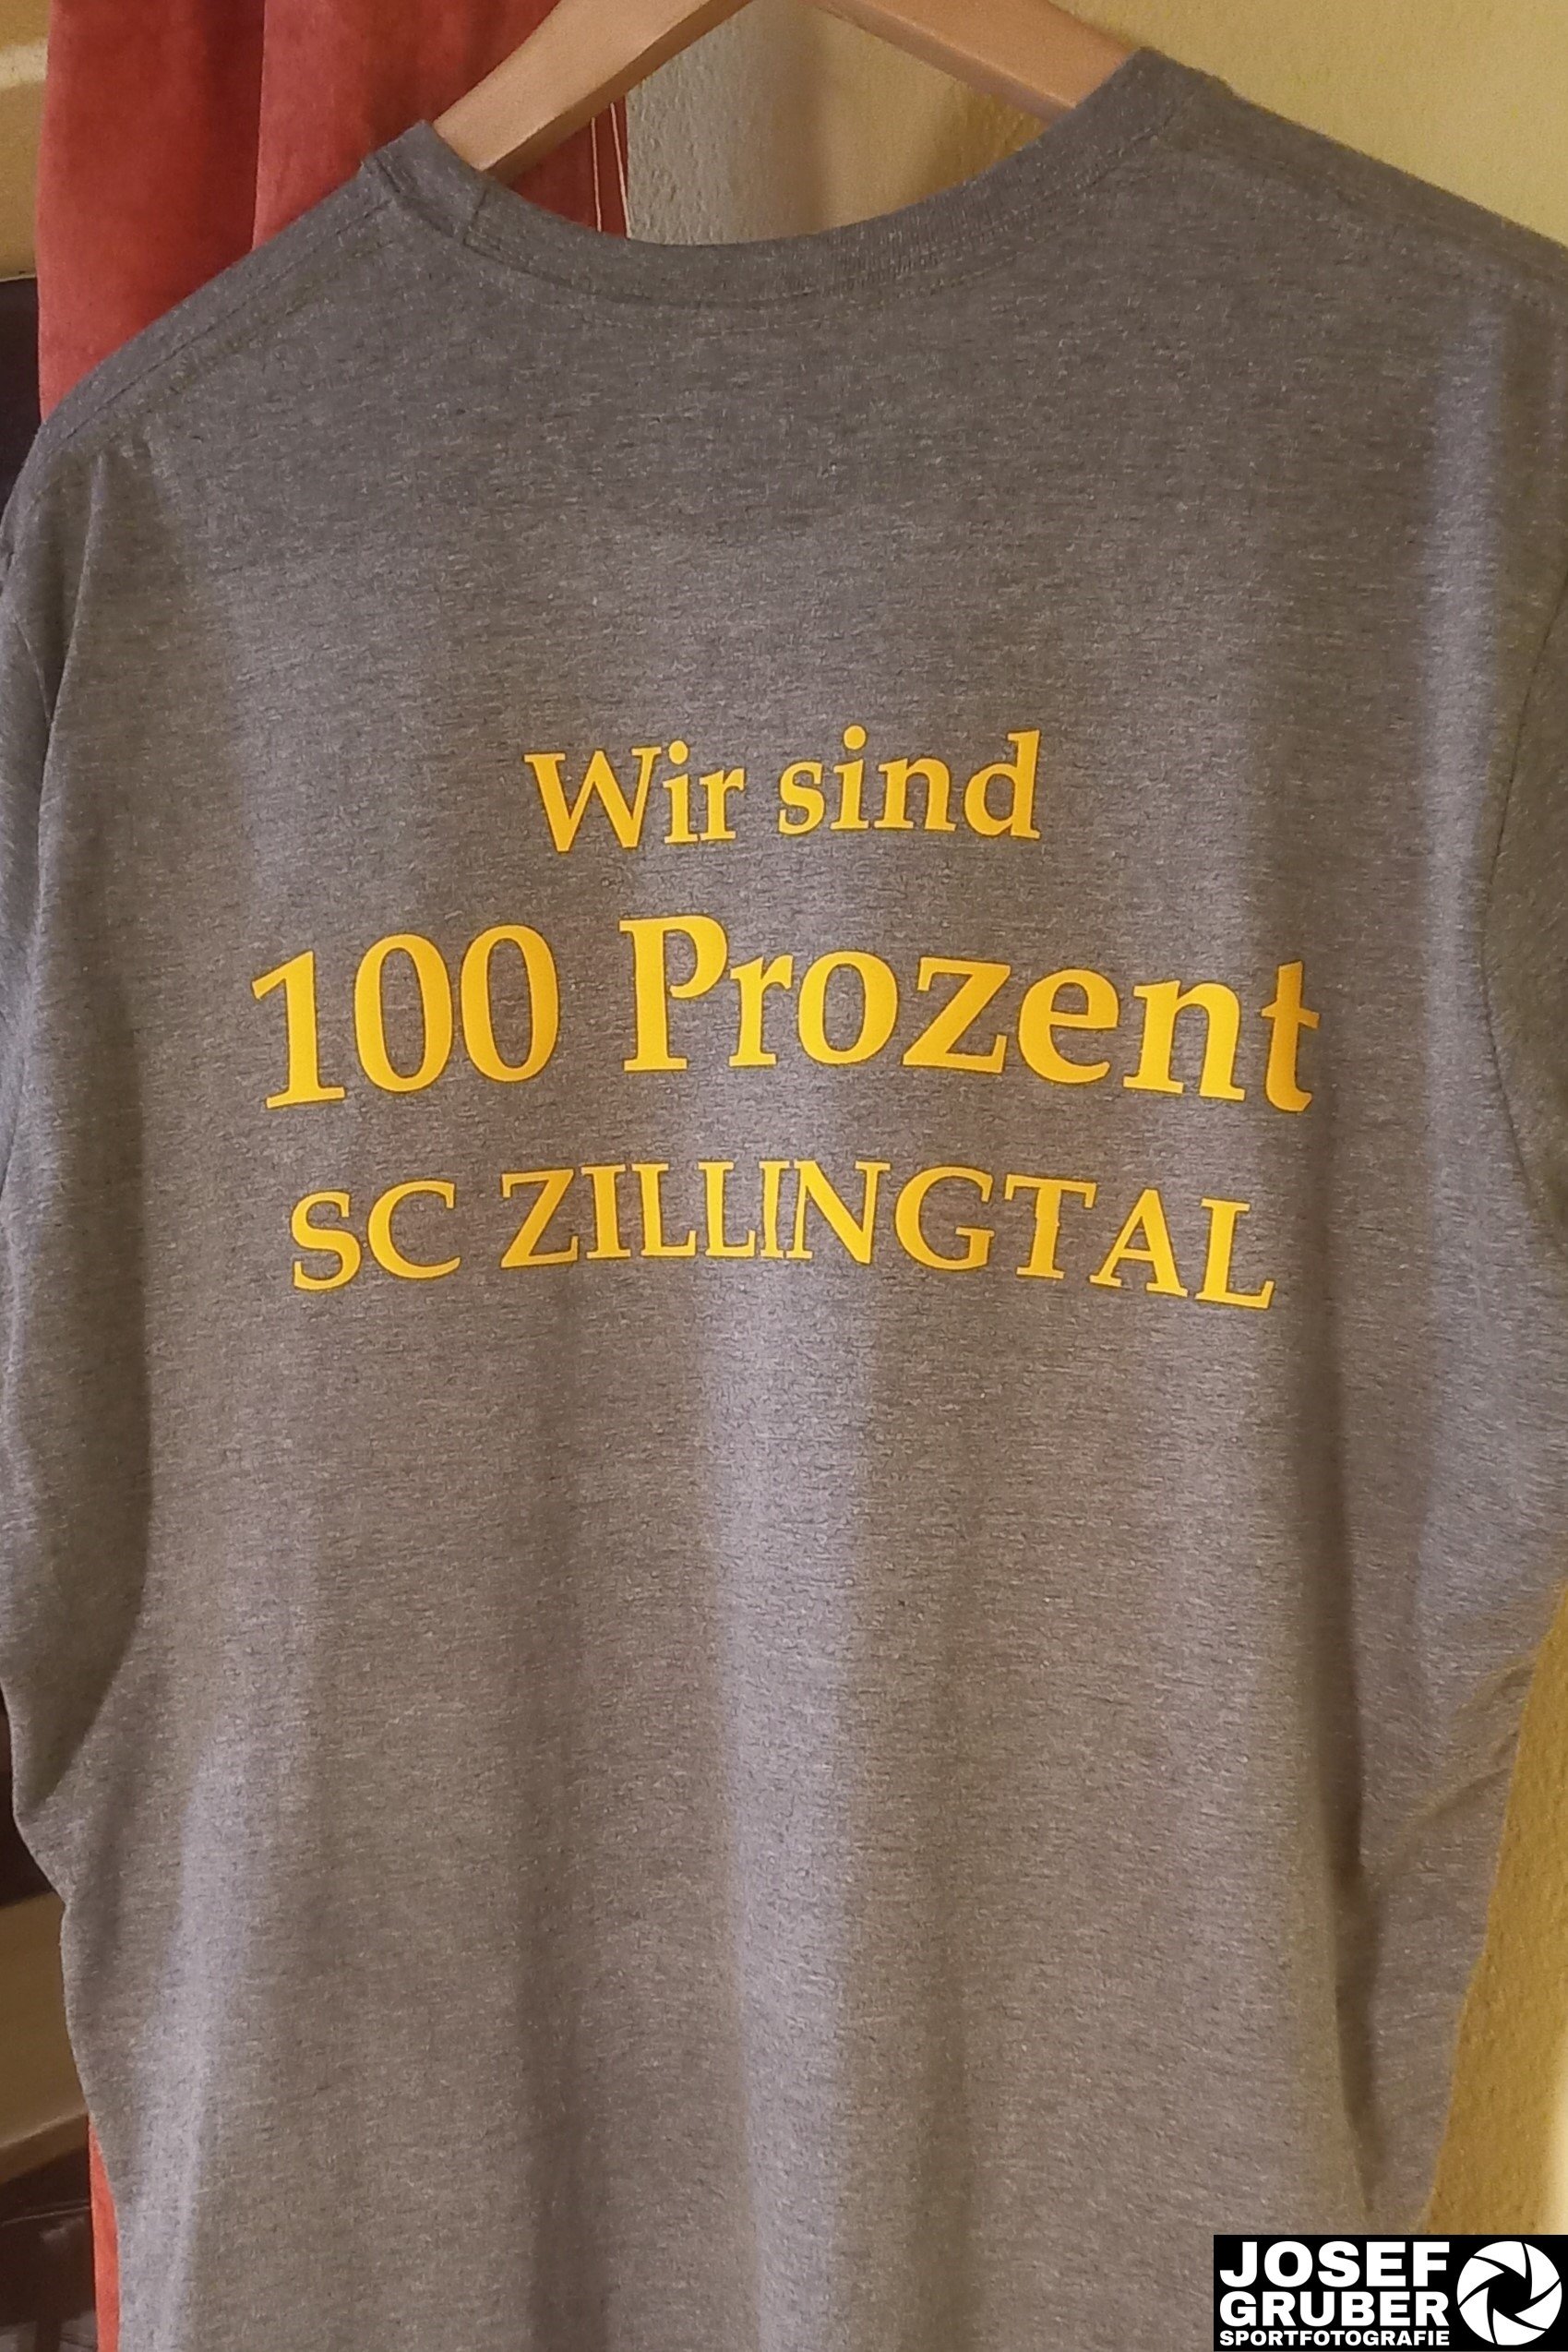 Wir sind
100 Prozent
SC ZILLINGTAL
JOSEF
GRUBER
SPORTFOTOGRAFIE